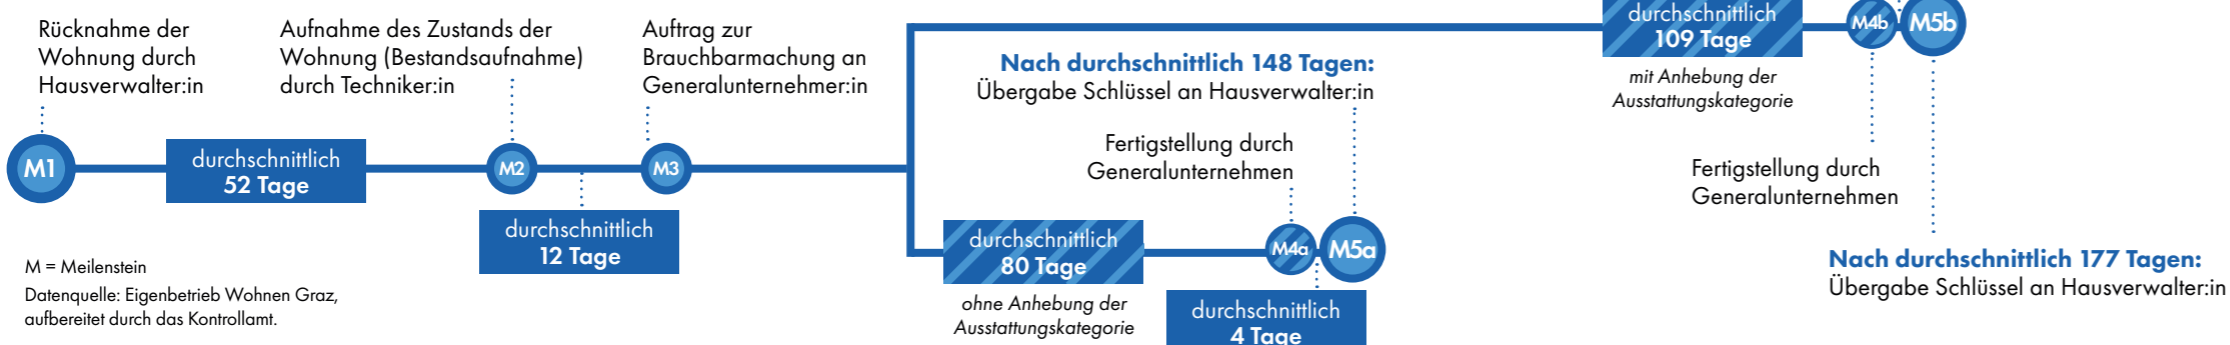 Rücknahme der
Wohnung durch
Hausverwalter:in
Aufnahme des Zustands der
Wohnung (Bestandsaufnahme)
durch Techniker:in
Auftrag zur
Brauchbarmachung an
Generalunternehmer:in
M1
durchschnittlich
52 Tage
M2
durchschnittlich
12 Tage
M3
durchschnittlich
109 Tage
mit Anhebung der
Ausstattungskategorie
M4b
M5b
Fertigstellung durch
Generalunternehmen
Nach durchschnittlich 177 Tagen:
Übergabe Schlüssel an Hausverwalter:in
Nach durchschnittlich 148 Tagen:
Übergabe Schlüssel an Hausverwalter:in
Fertigstellung durch
Generalunternehmen
durchschnittlich
80 Tage
ohne Anhebung der
Ausstattungskategorie
M4a
M5a
durchschnittlich
4 Tage
M = Meilenstein
Datenquelle: Eigenbetrieb Wohnen Graz,
aufbereitet durch das Kontrollamt.